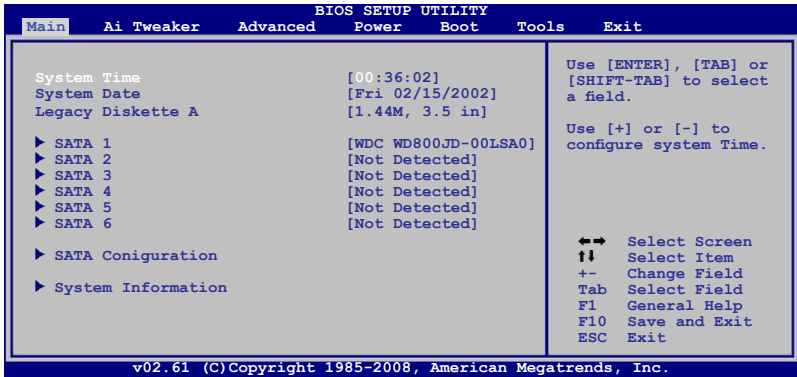 BIOS SETUP UTILITY
Main Ai Tweaker Advanced Power Boot Tools Exit
System Time [00:36:02]
System Date [Fri 02/15/2002]
Legacy Diskette A [1.44M, 3.5 in]
SATA 1 [WDC WD800JD-00LSA0]
SATA 2 [Not Detected]
SATA 3 [Not Detected]
SATA 4 [Not Detected]
SATA 5 [Not Detected]
SATA 6 [Not Detected]
SATA Coniguration
System Information
Use [ENTER], [TAB] or
[SHIFT-TAB] to select
a field.
Use [+] or [-] to
configure system Time.
←→ Select Screen
↑↓ Select Item
+- Change Field
Tab Select Field
F1 General Help
F10 Save and Exit
ESC Exit
v02.61 (C)Copyright 1985-2008, American Megatrends, Inc.